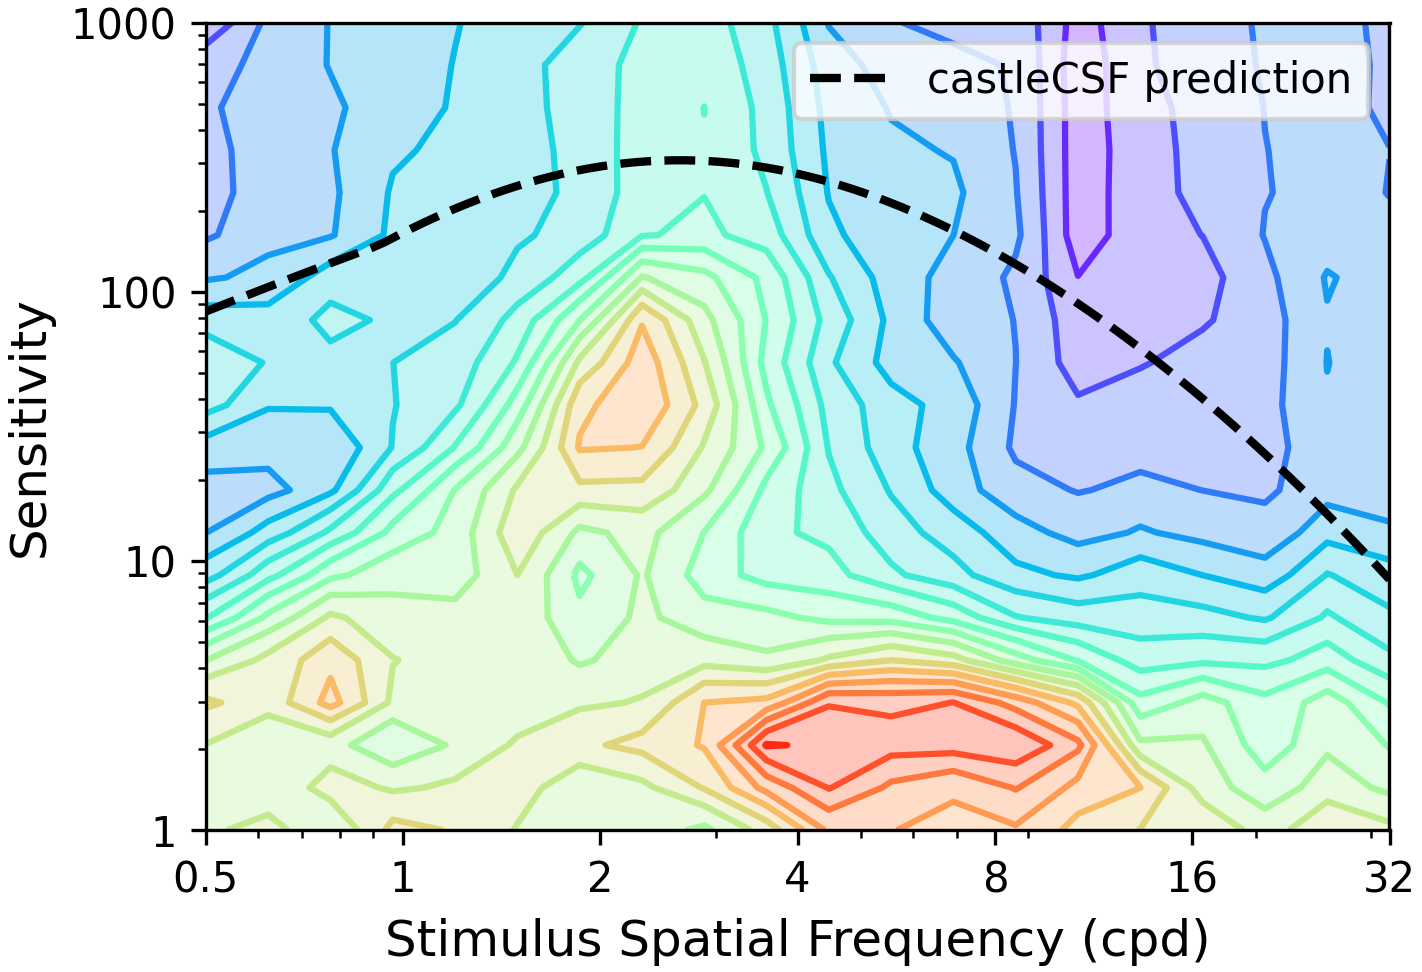 1000
100
10
1
Sensitivity
castleCSF prediction
0.5 1 2 4 8 16 32
Stimulus Spatial Frequency (cpd)